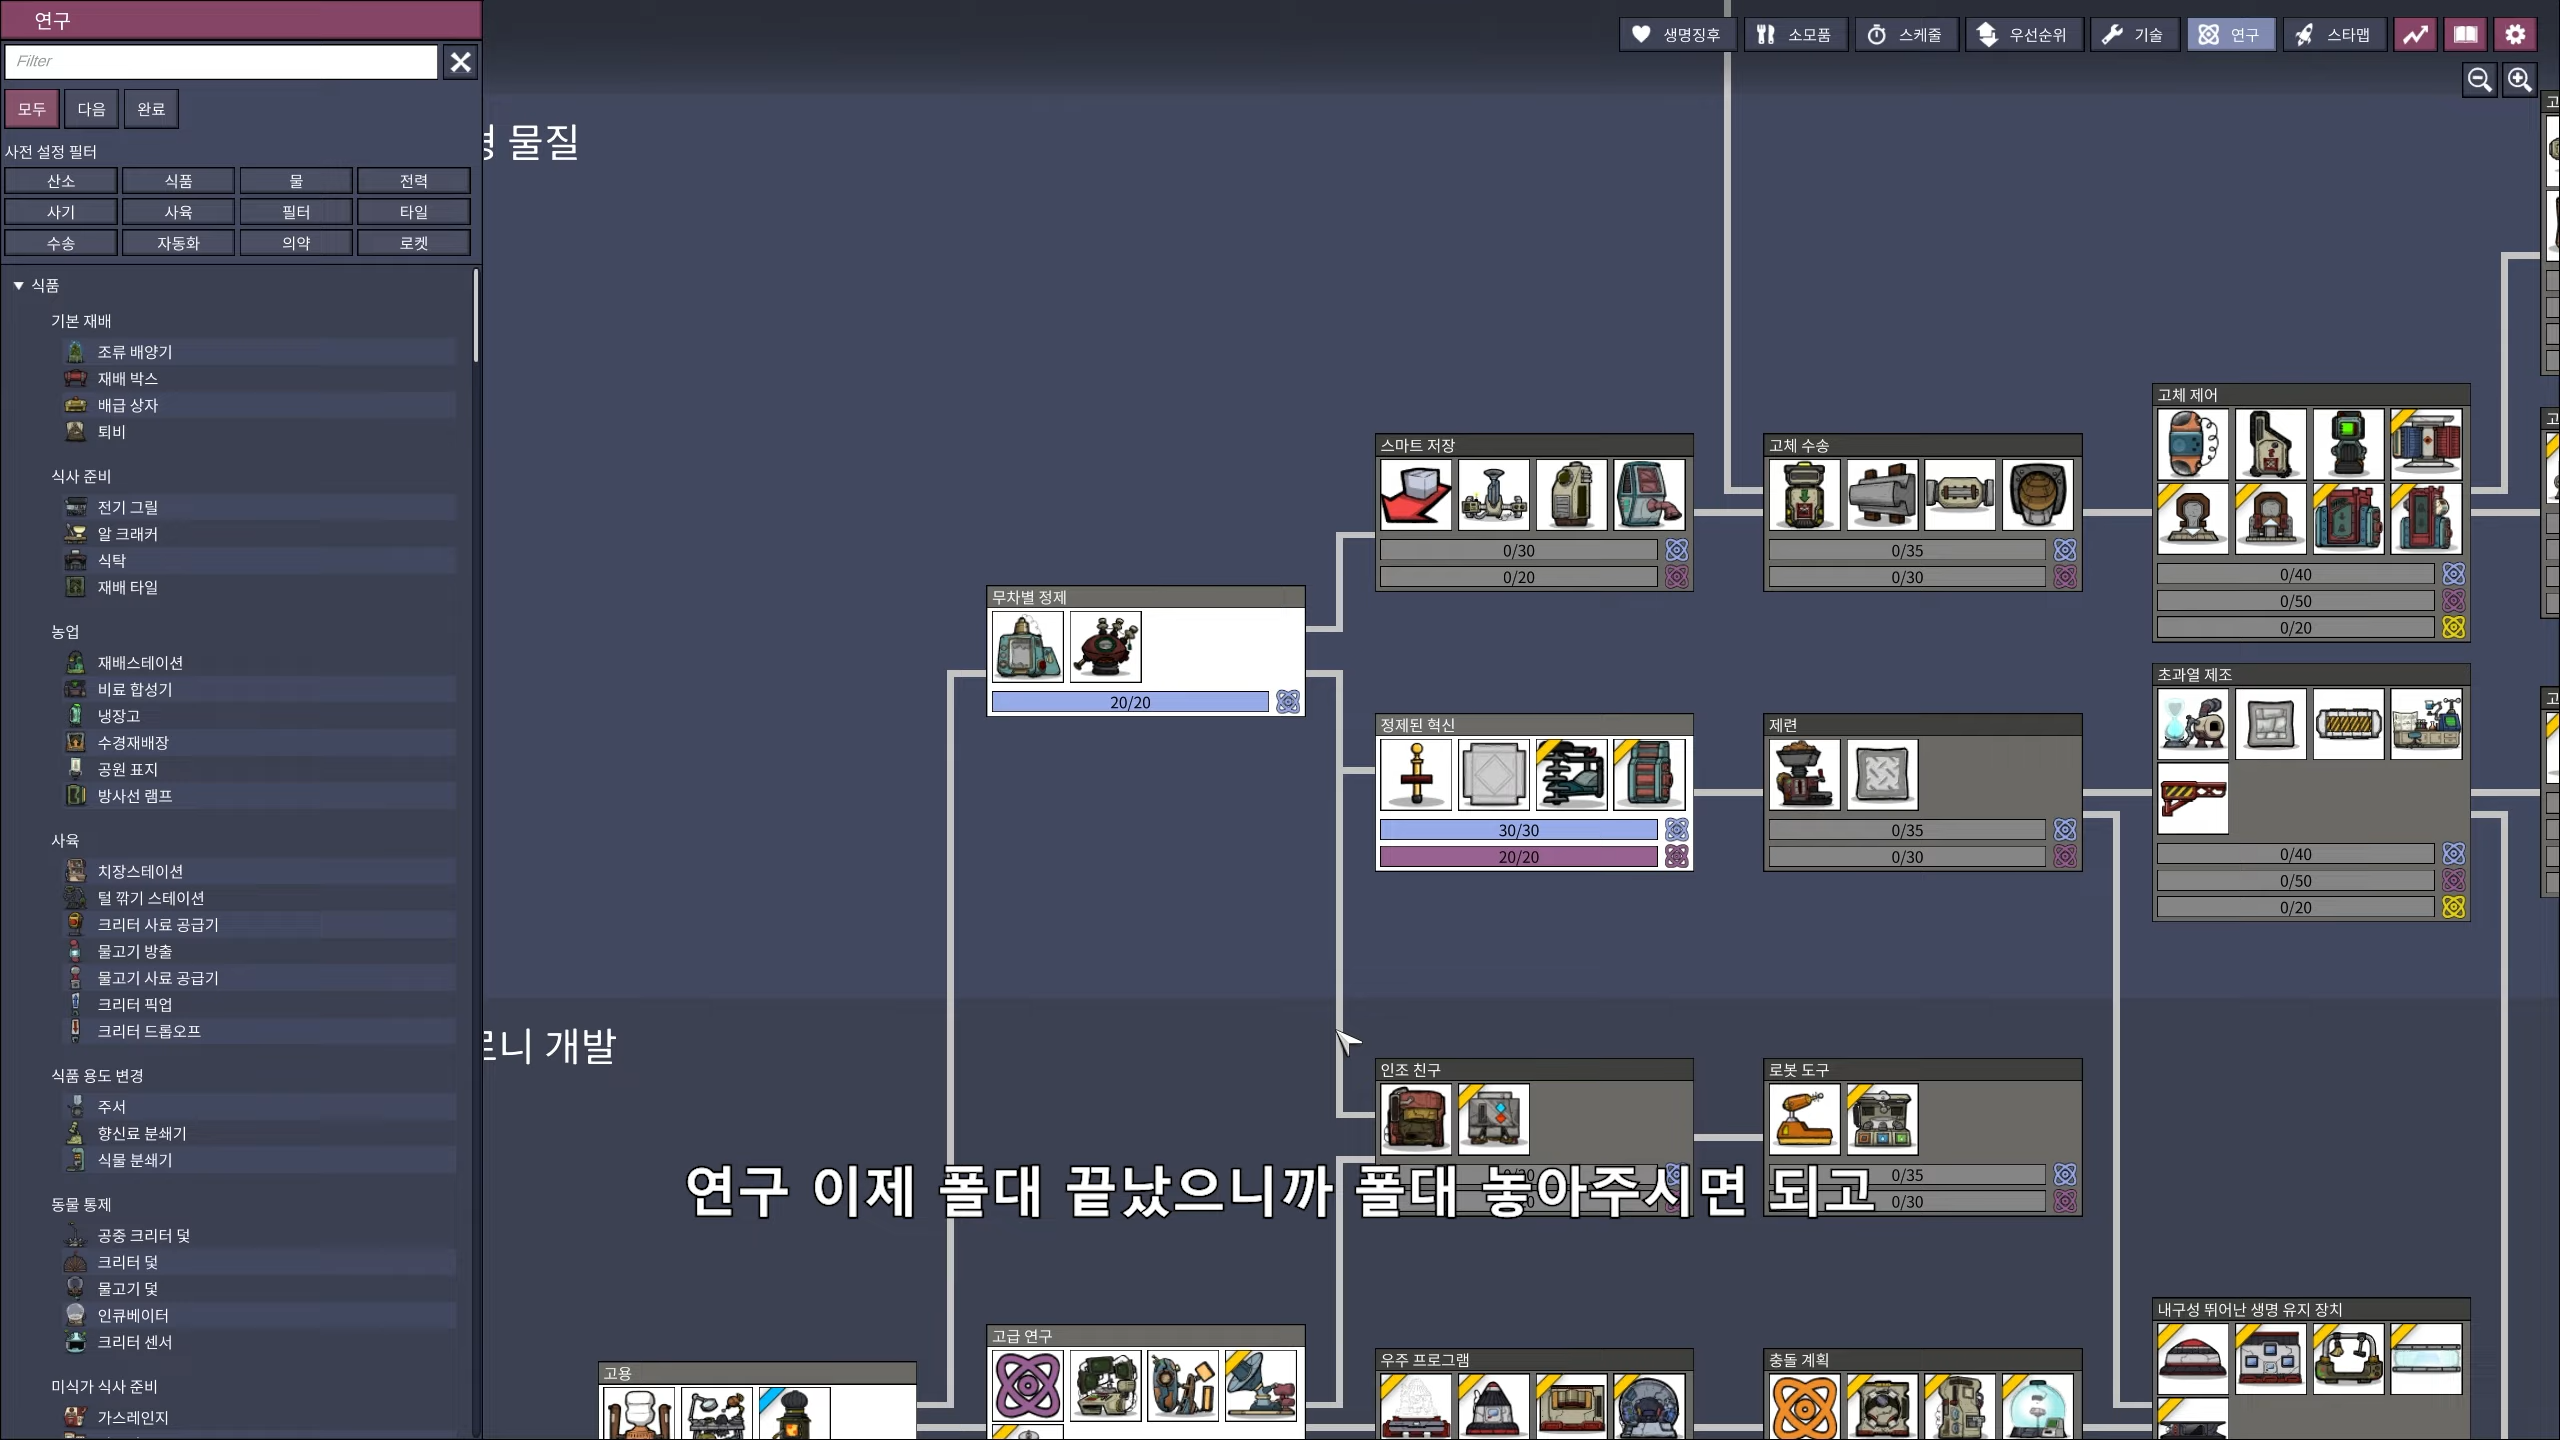 연구
Filter
모두 다음 완료
사전 설정 필터
산소 식품 물 전력
사기 사육 필터 타일
수송 자동화 의약 로켓
식품
기본 재배
조류 배양기
재배 박스
배급 상자
퇴비
식사 준비
전기 그릴
알 크래커
식탁
재배 타일
농업
재배스테이션
비료 합성기
냉장고
수경재배장
공원 표지
방사선 램프
사육
치장스테이션
털 깎기 스테이션
크리터 사료 공급기
물고기 방출
물고기 사료 공급기
크리터 픽업
크리터 드롭오프
식품 용도 변경
주서
향신료 분쇄기
식물 분쇄기
동물 통제
공중 크리터 덫
크리터 덫
물고기 덫
인큐베이터
크리터 센서
미식가 식사 준비
가스레인지
생명징후 소모품 스케줄 우선순위 기술 연구 스타맵
물질
무차별 정제
20/20
스마트 저장
0/30
0/20
고체 수송
0/35
0/30
고체 제어
0/40
0/50
0/20
정제된 혁신
30/30
20/20
제련
0/35
0/30
초과열 제조
0/40
0/50
0/20
개발
인조 친구
로봇 도구
0/35
0/30
연구 이제 폴대 끝났으니까 폴대 놓아주시면 되고
고용
고급 연구
우주 프로그램
충돌 계획
내구성 뛰어난 생명 유지 장치